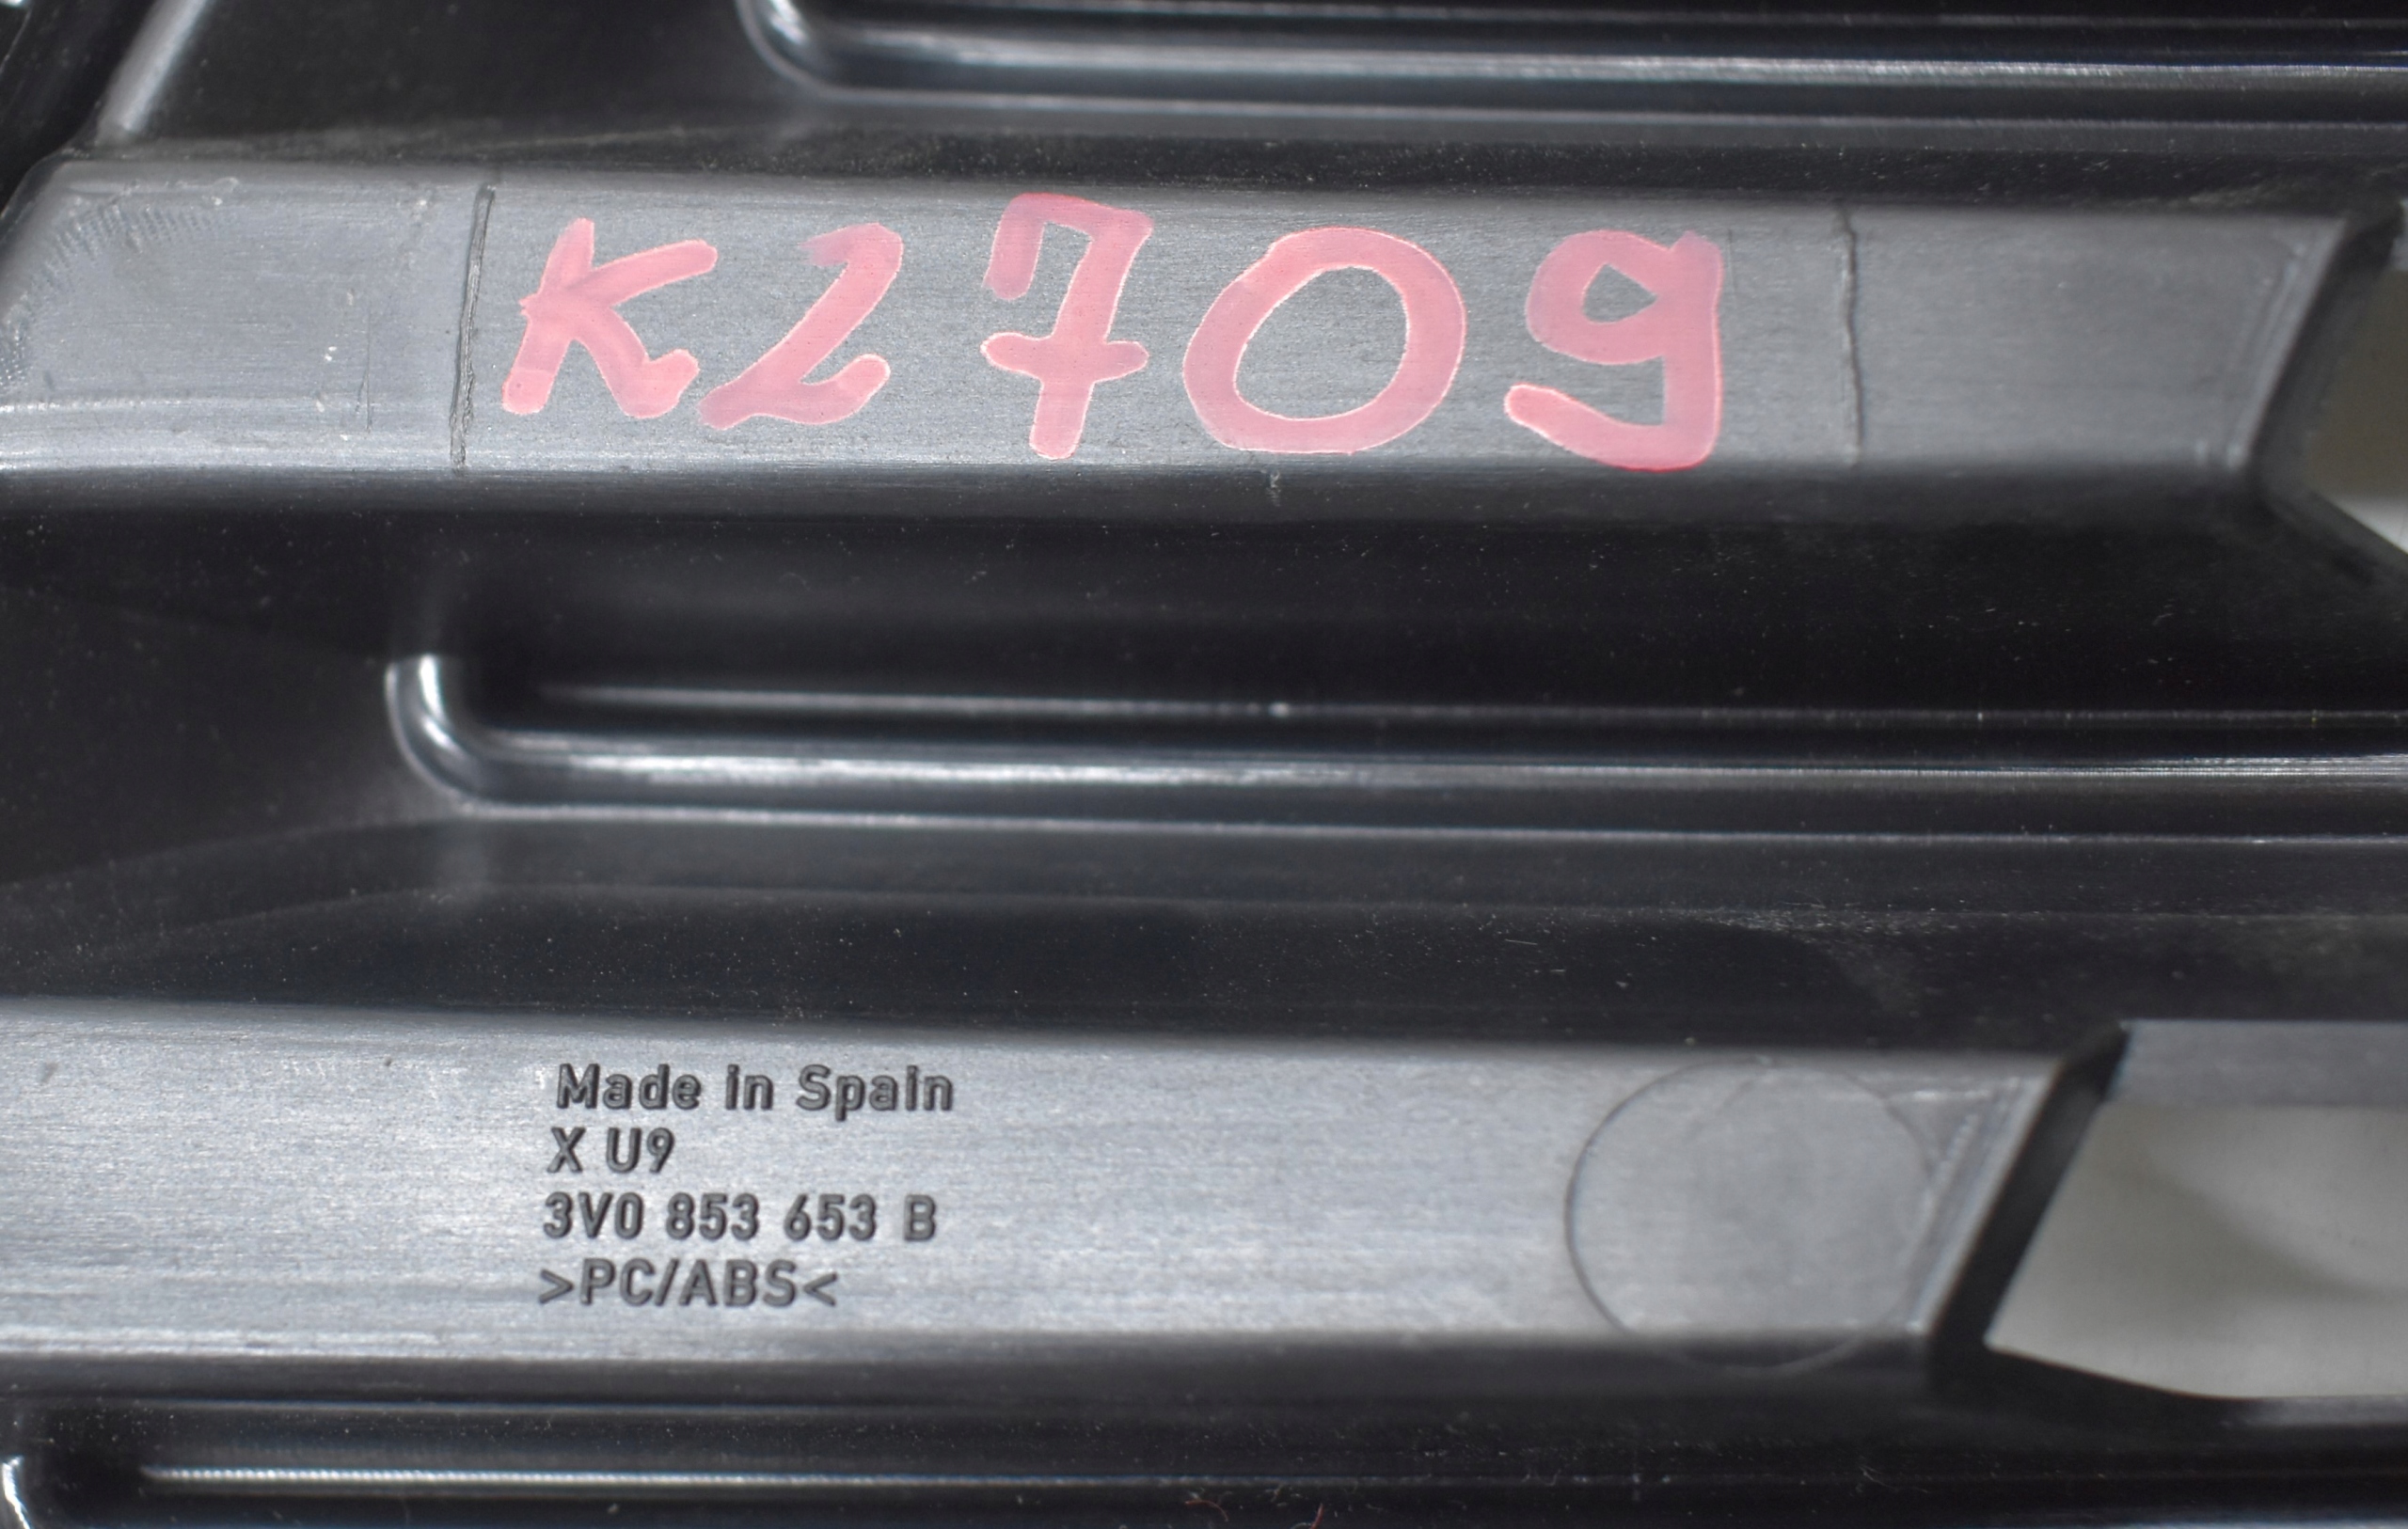 K2709
Made in Spain
X U9
3V0 853 653 B
>PC/ABS<